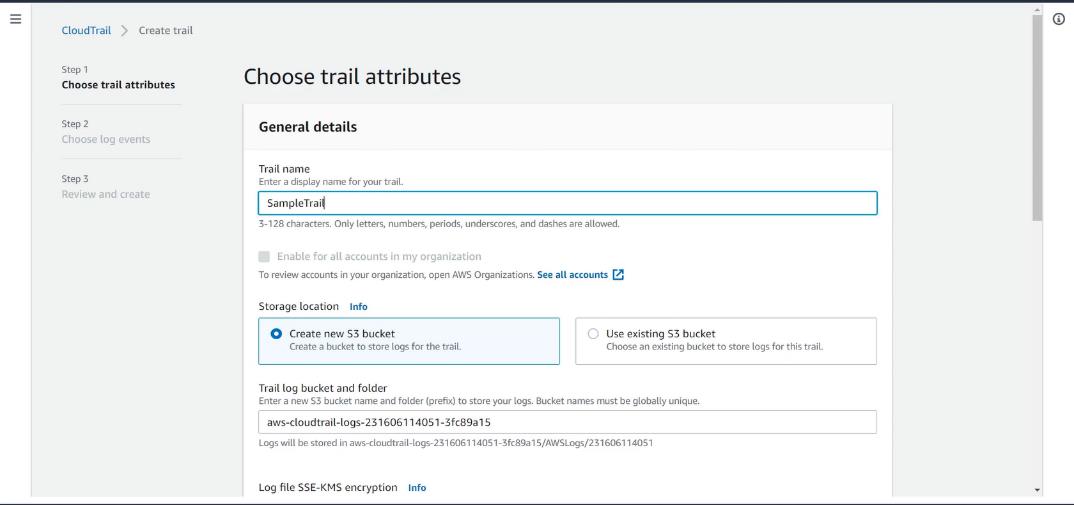 CloudTrail > Create trail
Step 1
Choose trail attributes
Step 2
Choose log events
Step 3
Review and create
Choose trail attributes
General details
Trail name
Enter a display name for your trail.
SampleTrail
3-128 characters. Only letters, numbers, periods, underscores, and dashes are allowed.
Enable for all accounts in my organization
To review accounts in your organization, open AWS Organizations. See all accounts
Storage location Info
Create new S3 bucket
Create a bucket to store logs for the trail.
Use existing S3 bucket
Choose an existing bucket to store logs for this trail.
Trail log bucket and folder
Enter a new S3 bucket name and folder (prefix) to store your logs. Bucket names must be globally unique.
aws-cloudtrail-logs-231606114051-3fc89a15
Logs will be stored in aws-cloudtrail-logs-231606114051-3fc89a15/AWSLogs/231606114051
Log file SSE-KMS encryption Info